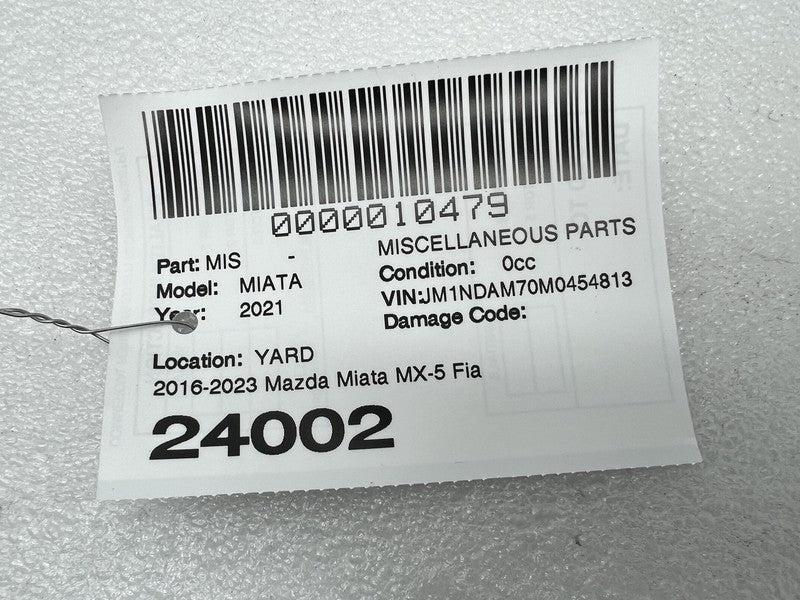 0000010479
Part: MIS - MISCELLANEOUS PARTS
Model: MIATA Condition: 0cc
Year: 2021 VIN:JM1NDAM70M0454813
Damage Code:
Location: YARD
2016-2023 Mazda Miata MX-5 Fia
24002